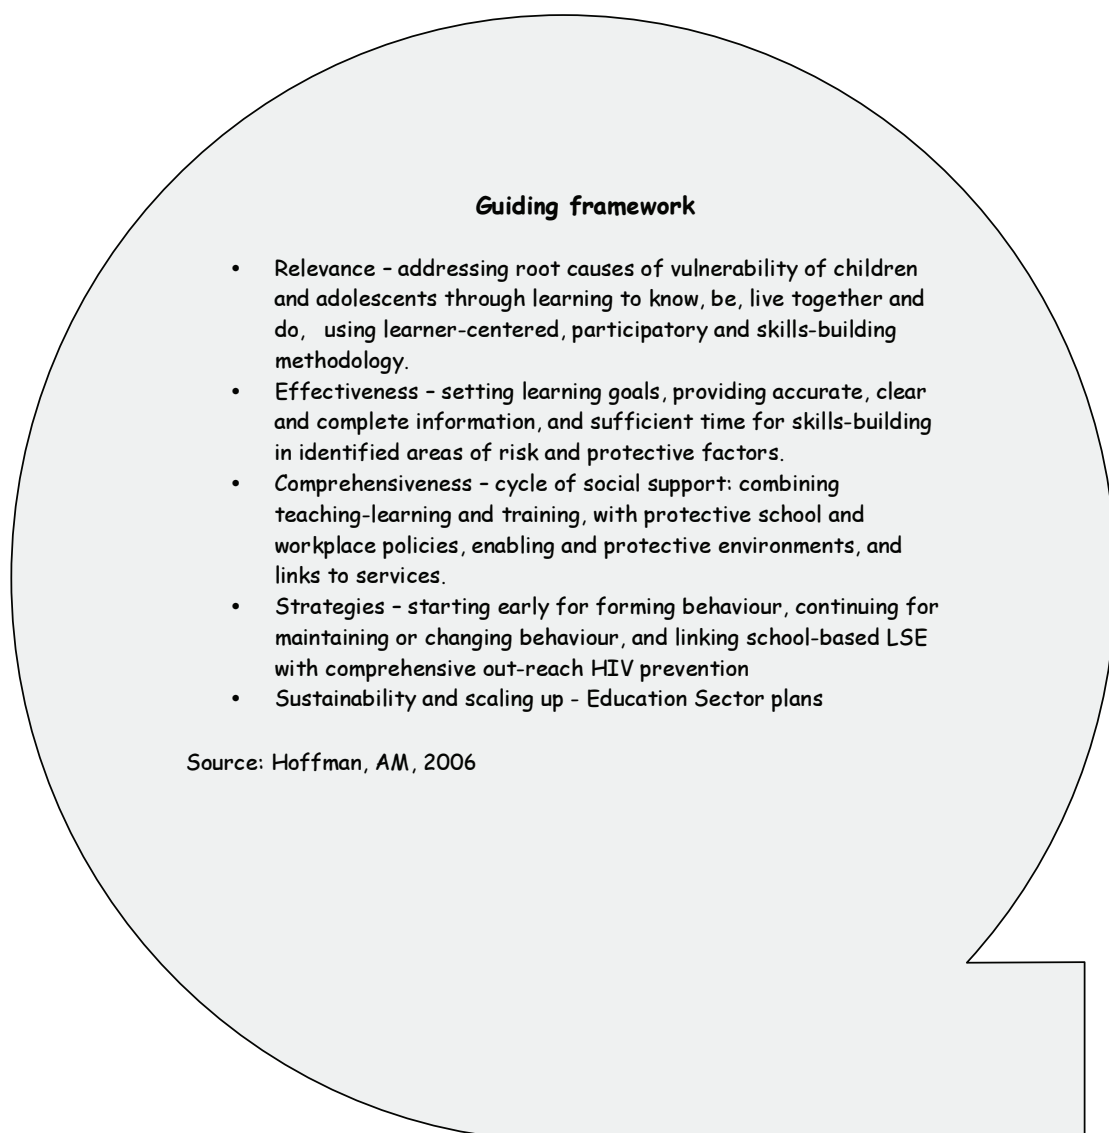 Guiding framework
• Relevance – addressing root causes of vulnerability of children
and adolescents through learning to know, be, live together and
do, using learner-centered, participatory and skills-building
methodology.
• Effectiveness – setting learning goals, providing accurate, clear
and complete information, and sufficient time for skills-building
in identified areas of risk and protective factors.
• Comprehensiveness – cycle of social support: combining
teaching-learning and training, with protective school and
workplace policies, enabling and protective environments, and
links to services.
• Strategies – starting early for forming behaviour, continuing for
maintaining or changing behaviour, and linking school-based LSE
with comprehensive out-reach HIV prevention
• Sustainability and scaling up - Education Sector plans
Source: Hoffman, AM, 2006